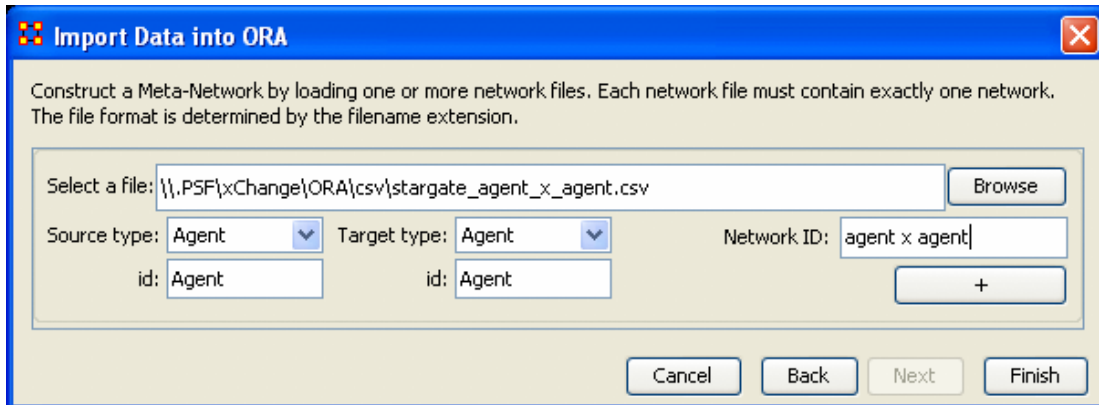 Import Data into ORA
Construct a Meta-Network by loading one or more network files. Each network file must contain exactly one network.
The file format is determined by the filename extension.
Select a file: \\.PSF\xChange\ORA\csv\stargate_agent_x_agent.csv Browse
Source type: Agent Target type: Agent Network ID: agent x agent
id: Agent id: Agent +
Cancel Back Next Finish